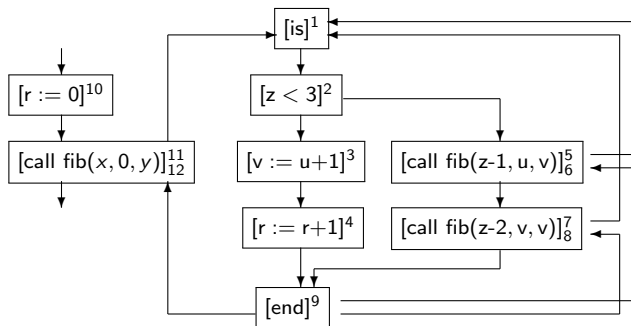 [is]¹
[r := 0]¹⁰
[z < 3]²
[call fib(x, 0, y)]¹¹₁₂
[v := u+1]³
[call fib(z-1, u, v)]⁵₆
[r := r+1]⁴
[call fib(z-2, v, v)]⁷₈
[end]⁹